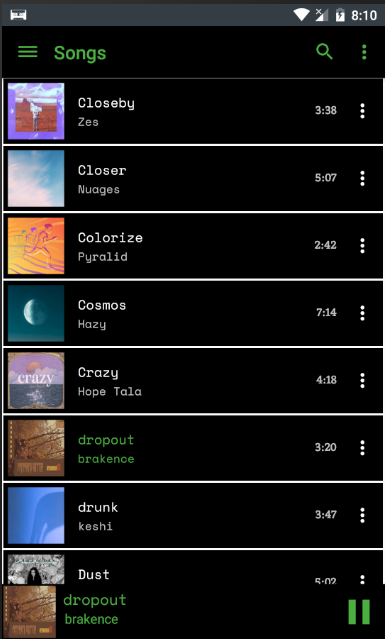 8:10
Songs
Closeby
Zes
3:38
Closer
Nuages
5:07
Colorize
Pyralid
2:42
Cosmos
Hazy
7:14
crazy
Crazy
Hope Tala
4:18
dropout
brakence
3:20
drunk
keshi
3:47
Dust
5:02
dropout
brakence